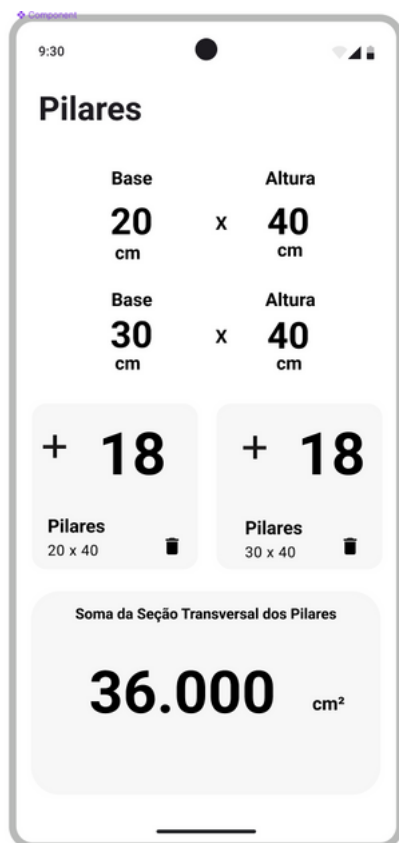 Component
9:30
Pilares
Base Altura
20 x 40
cm cm
Base Altura
30 x 40
cm cm
+ 18 + 18
Pilares Pilares
20 x 40 30 x 40
Soma da Seção Transversal dos Pilares
36.000 cm²